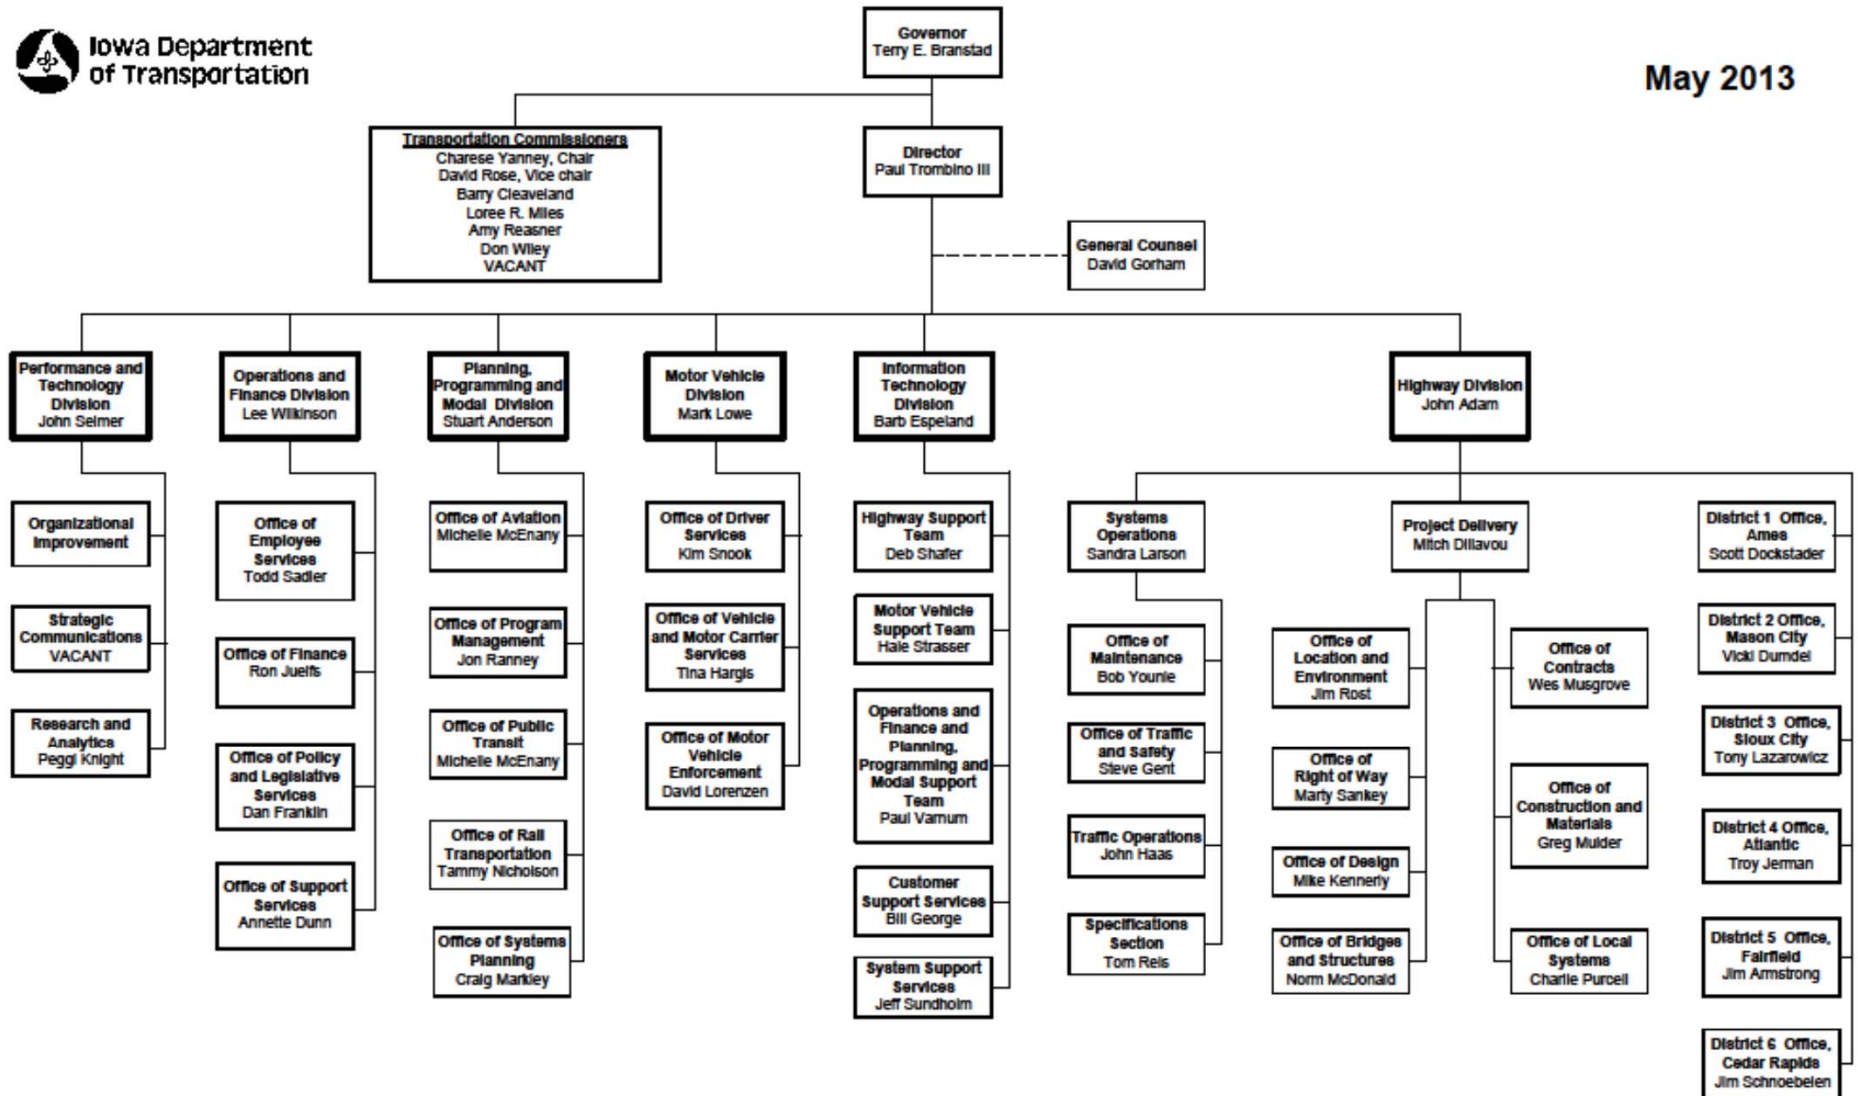 Iowa Department
of Transportation
May 2013
Governor
Terry E. Branstad
Transportation Commissioners
Charese Yanney, Chair
David Rose, Vice chair
Barry Cleaveland
Loree R. Miles
Amy Reasner
Don Wiley
VACANT
Director
Paul Trombino III
General Counsel
David Gorham
Performance and
Technology
Division
John Selmer
Organizational
Improvement
Strategic
Communications
VACANT
Research and
Analytics
Peggi Knight
Operations and
Finance Division
Lee Wilkinson
Office of
Employee
Services
Todd Sadler
Office of Finance
Ron Juelfs
Office of Policy
and Legislative
Services
Dan Franklin
Office of Support
Services
Annette Dunn
Planning,
Programming and
Modal Division
Stuart Anderson
Office of Aviation
Michelle McEnany
Office of Program
Management
Jon Ranney
Office of Public
Transit
Michelle McEnany
Office of Rail
Transportation
Tammy Nicholson
Office of Systems
Planning
Craig Markley
Motor Vehicle
Division
Mark Lowe
Office of Driver
Services
Kim Snook
Office of Vehicle
and Motor Carrier
Services
Tina Hargis
Office of Motor
Vehicle
Enforcement
David Lorenzen
Information
Technology
Division
Barb Espeland
Highway Support
Team
Deb Shafer
Motor Vehicle
Support Team
Hale Strasser
Operations and
Finance and
Planning,
Programming and
Modal Support
Team
Paul Varnum
Customer
Support Services
Bill George
System Support
Services
Jeff Sundholm
Highway Division
John Adam
Systems
Operations
Sandra Larson
Office of
Maintenance
Bob Younie
Office of Traffic
and Safety
Steve Gent
Traffic Operations
John Haas
Specifications
Section
Tom Reis
Project Delivery
Mitch Dillavou
Office of
Location and
Environment
Jim Rost
Office of
Right of Way
Marty Sankey
Office of Design
Mike Kennerly
Office of Bridges
and Structures
Norm McDonald
Office of
Contracts
Wes Musgrove
Office of
Construction and
Materials
Greg Mulder
Office of Local
Systems
Charlie Purcell
District 1 Office,
Ames
Scott Dockstader
District 2 Office,
Mason City
Vicki Dumdei
District 3 Office,
Sioux City
Tony Lazarowicz
District 4 Office,
Atlantic
Troy Jerman
District 5 Office,
Fairfield
Jim Armstrong
District 6 Office,
Cedar Rapids
Jim Schnoebelen